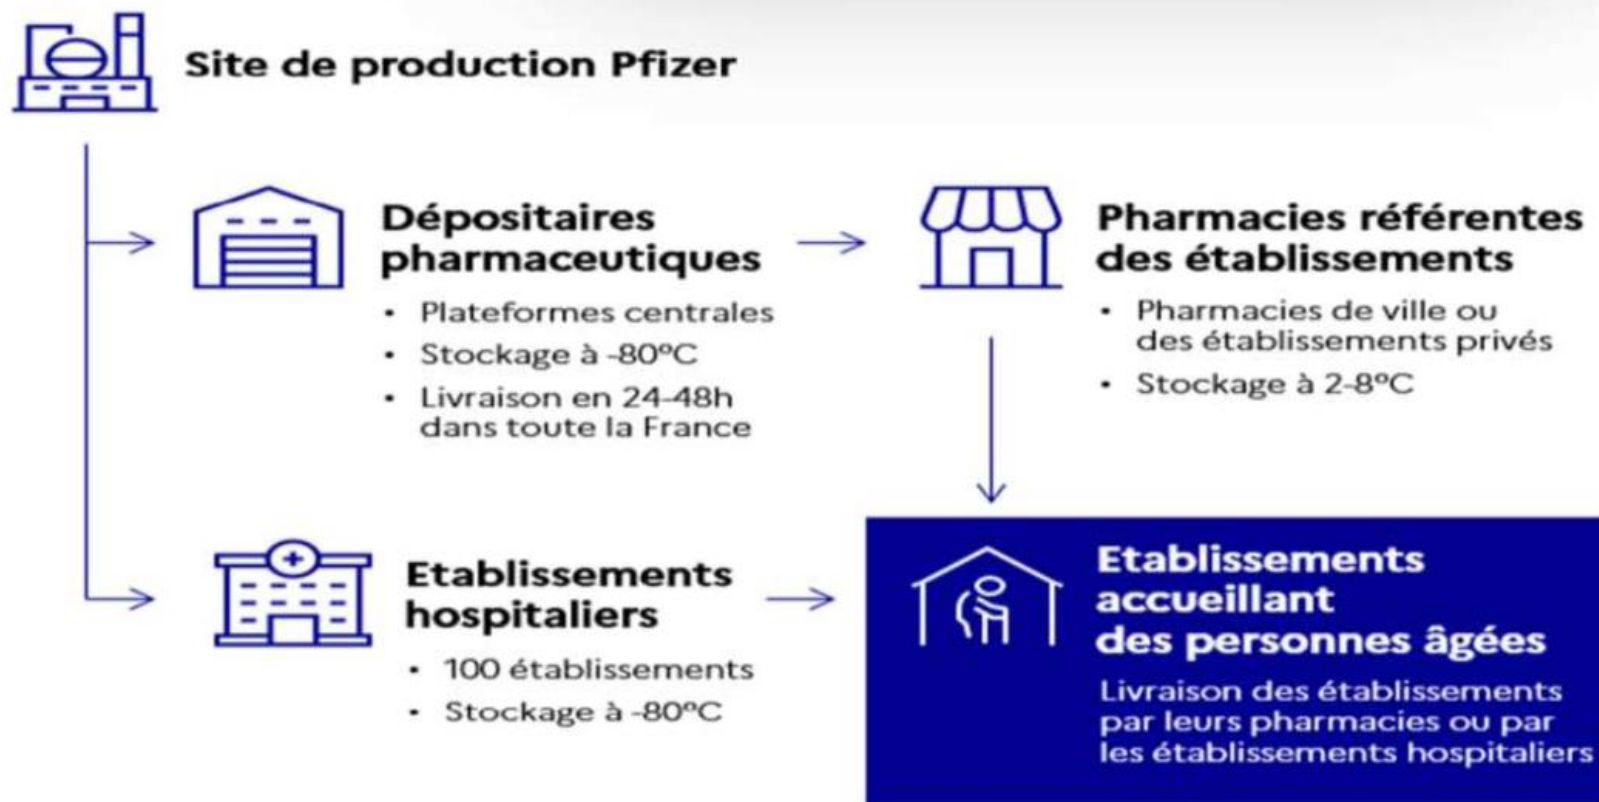 Site de production Pfizer
Dépositaires
pharmaceutiques
• Plateformes centrales
• Stockage à -80°C
• Livraison en 24-48h
dans toute la France
Pharmacies référentes
des établissements
• Pharmacies de ville ou
des établissements privés
• Stockage à 2-8°C
Etablissements
hospitaliers
• 100 établissements
• Stockage à -80°C
Etablissements
accueillant
des personnes âgées
Livraison des établissements
par leurs pharmacies ou par
les établissements hospitaliers